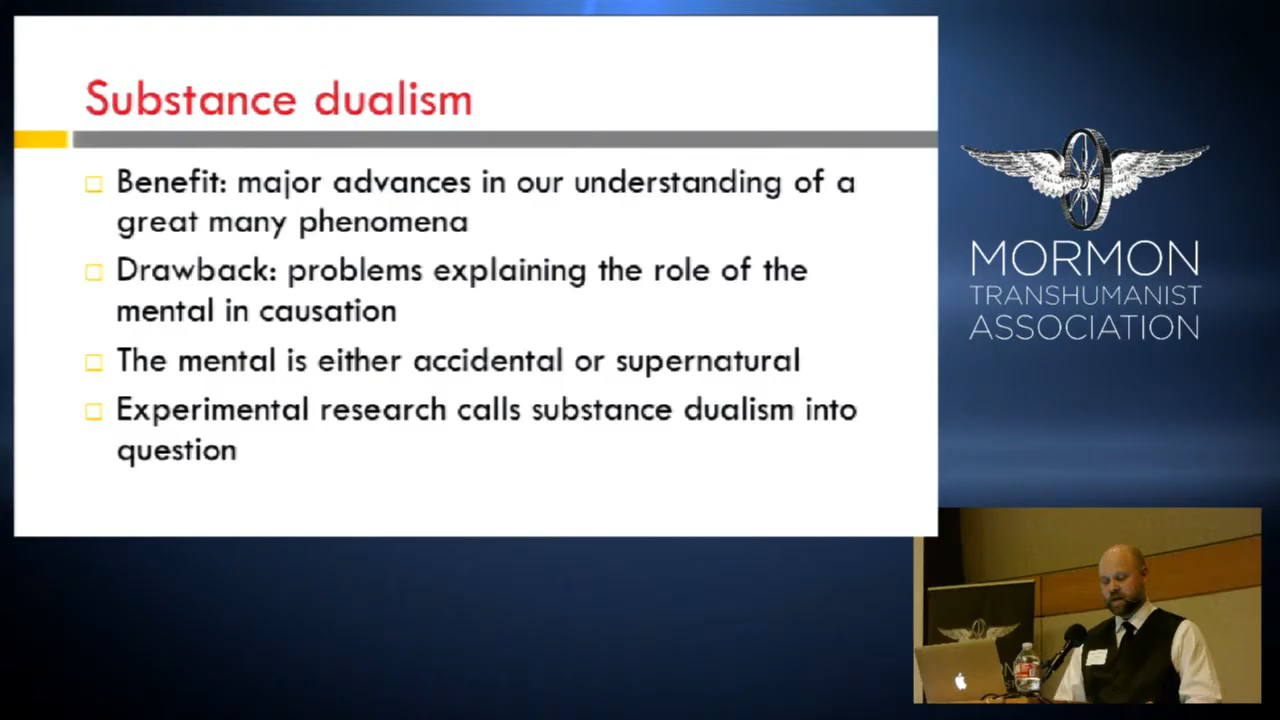 Substance dualism
Benefit: major advances in our understanding of a
great many phenomena
Drawback: problems explaining the role of the
mental in causation
The mental is either accidental or supernatural
Experimental research calls substance dualism into
question
MORMON
TRANSHUMANIST
ASSOCIATION